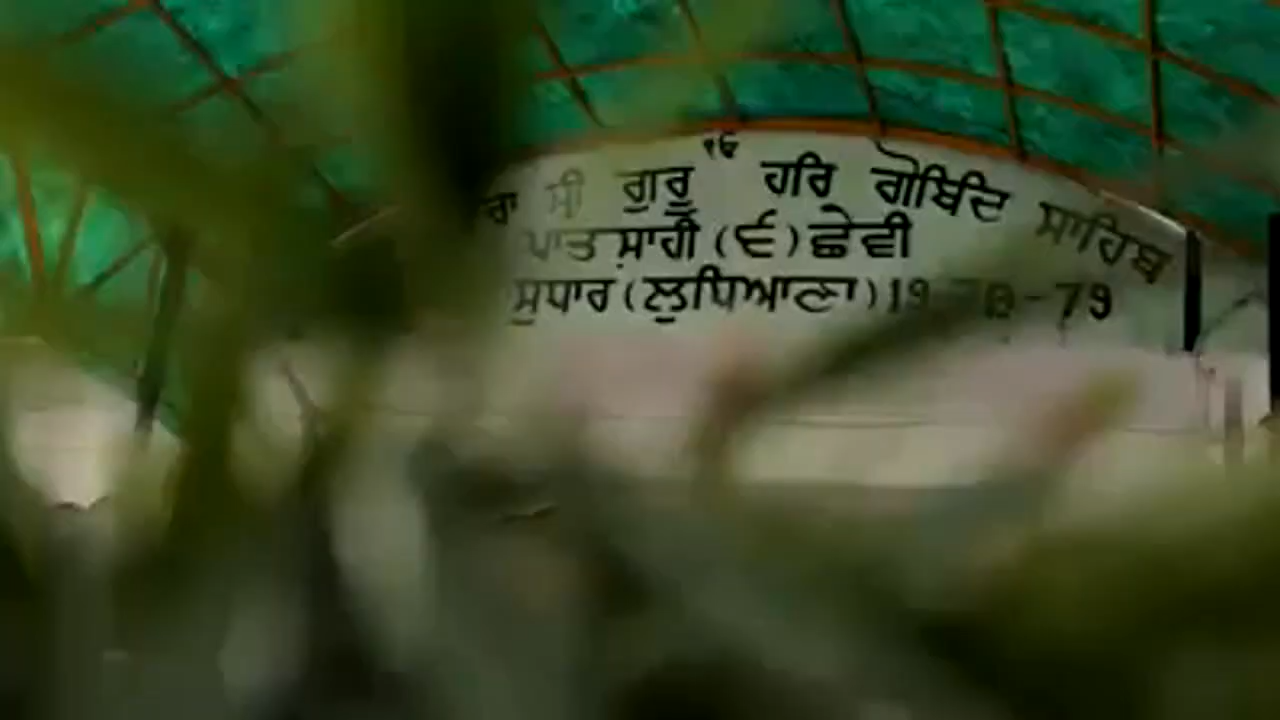 ੴ
ਸ੍ਰੀ ਗੁਰੂ ਹਰਿ ਗੋਬਿੰਦ ਸਾਹਿਬ
ਪਾਤਸ਼ਾਹੀ (੬) ਛੇਵੀਂ
ਸੁਧਾਰ (ਲੁਧਿਆਣਾ)